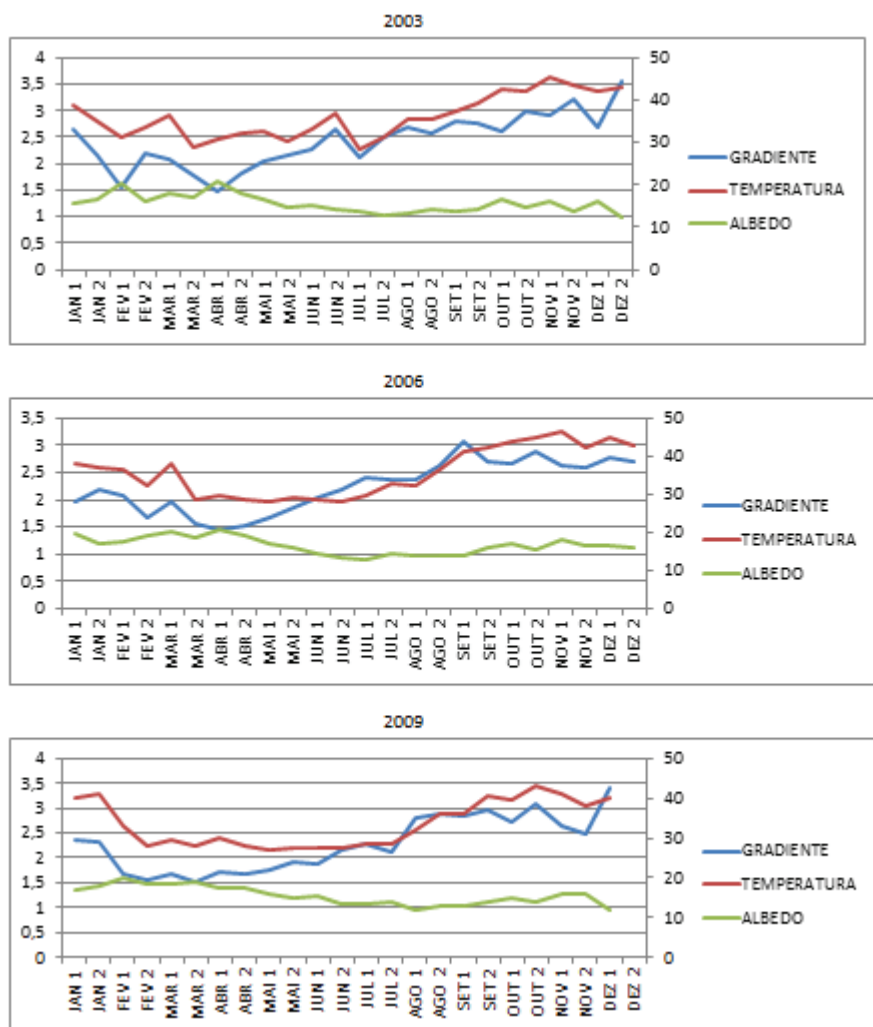 2003
4
3,5
3
2,5
2
1,5
1
0,5
0
50
40
30
20
10
0
JAN 1
JAN 2
FEV 1
FEV 2
MAR 1
MAR 2
ABR 1
ABR 2
MAI 1
MAI 2
JUN 1
JUN 2
JUL 1
JUL 2
AGO 1
AGO 2
SET 1
SET 2
OUT 1
OUT 2
NOV 1
NOV 2
DEZ 1
DEZ 2
GRADIENTE
TEMPERATURA
ALBEDO
2006
3,5
3
2,5
2
1,5
1
0,5
0
50
40
30
20
10
0
JAN 1
JAN 2
FEV 1
FEV 2
MAR 1
MAR 2
ABR 1
ABR 2
MAI 1
MAI 2
JUN 1
JUN 2
JUL 1
JUL 2
AGO 1
AGO 2
SET 1
SET 2
OUT 1
OUT 2
NOV 1
NOV 2
DEZ 1
DEZ 2
GRADIENTE
TEMPERATURA
ALBEDO
2009
4
3,5
3
2,5
2
1,5
1
0,5
0
50
40
30
20
10
0
JAN 1
JAN 2
FEV 1
FEV 2
MAR 1
MAR 2
ABR 1
ABR 2
MAI 1
MAI 2
JUN 1
JUN 2
JUL 1
JUL 2
AGO 1
AGO 2
SET 1
SET 2
OUT 1
OUT 2
NOV 1
NOV 2
DEZ 1
DEZ 2
GRADIENTE
TEMPERATURA
ALBEDO